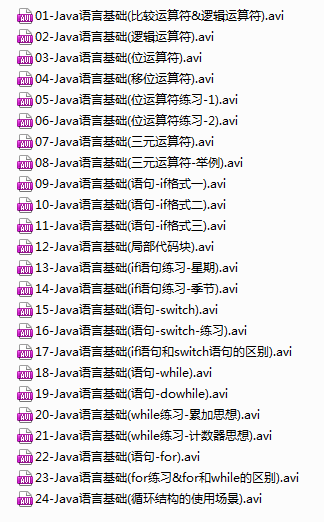 01-Java语言基础(比较运算符&逻辑运算符).avi
02-Java语言基础(逻辑运算符).avi
03-Java语言基础(位运算符).avi
04-Java语言基础(移位运算符).avi
05-Java语言基础(位运算符练习-1).avi
06-Java语言基础(位运算符练习-2).avi
07-Java语言基础(三元运算符).avi
08-Java语言基础(三元运算符-举例).avi
09-Java语言基础(语句-if格式一).avi
10-Java语言基础(语句-if格式二).avi
11-Java语言基础(语句-if格式三).avi
12-Java语言基础(局部代码块).avi
13-Java语言基础(if语句练习-星期).avi
14-Java语言基础(if语句练习-季节).avi
15-Java语言基础(语句-switch).avi
16-Java语言基础(语句-switch-练习).avi
17-Java语言基础(if语句和switch语句的区别).avi
18-Java语言基础(语句-while).avi
19-Java语言基础(语句-dowhile).avi
20-Java语言基础(while练习-累加思想).avi
21-Java语言基础(while练习-计数器思想).avi
22-Java语言基础(语句-for).avi
23-Java语言基础(for练习&for和while的区别).avi
24-Java语言基础(循环结构的使用场景).avi